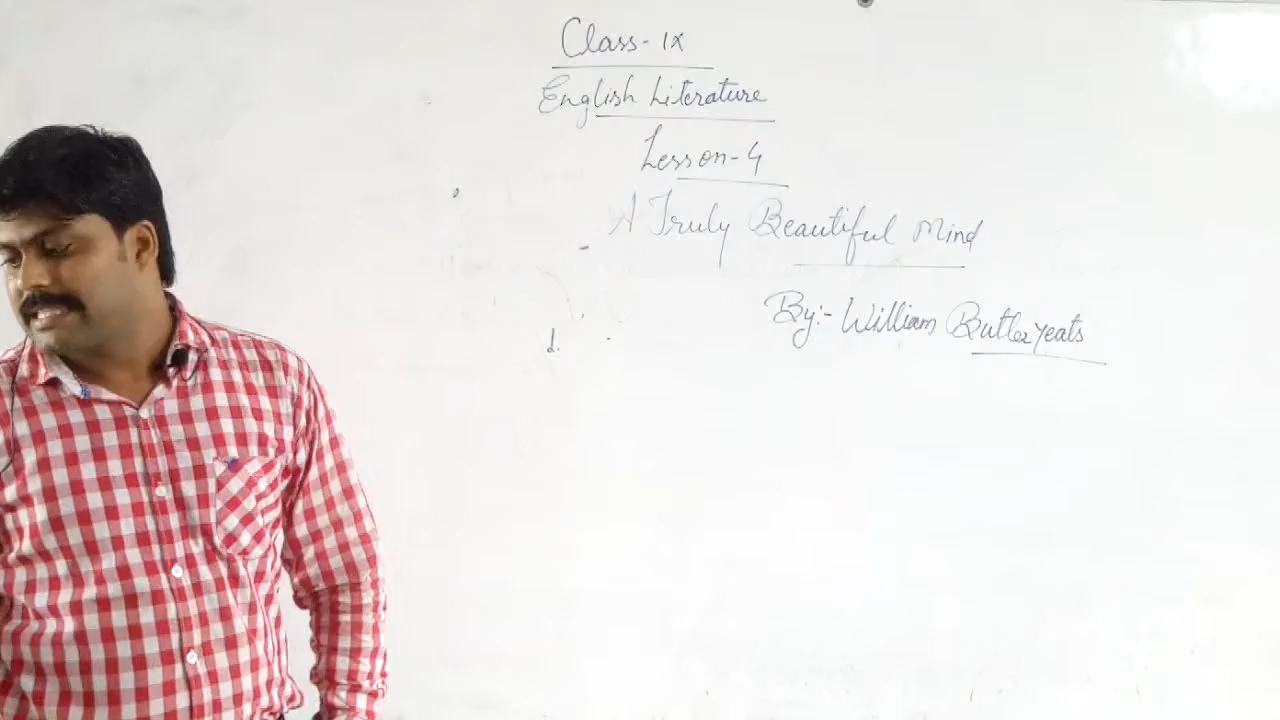 Class-IX
English Literature
Lesson-4
A Truly Beautiful Mind
By:- William Butler Yeats
d.